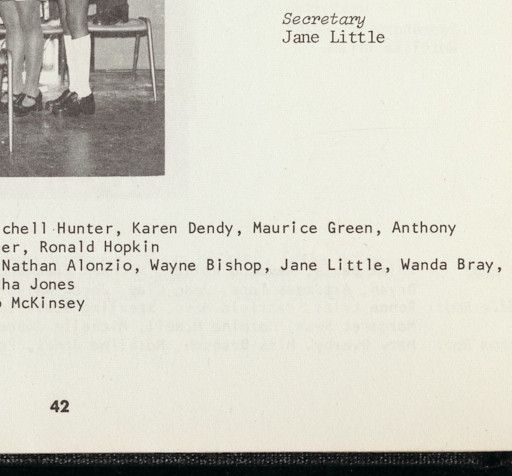 Secretary
Jane Little
chell Hunter, Karen Dendy, Maurice Green, Anthony
er, Ronald Hopkin
Nathan Alonzio, Wayne Bishop, Jane Little, Wanda Bray,
ha Jones
McKinsey
42